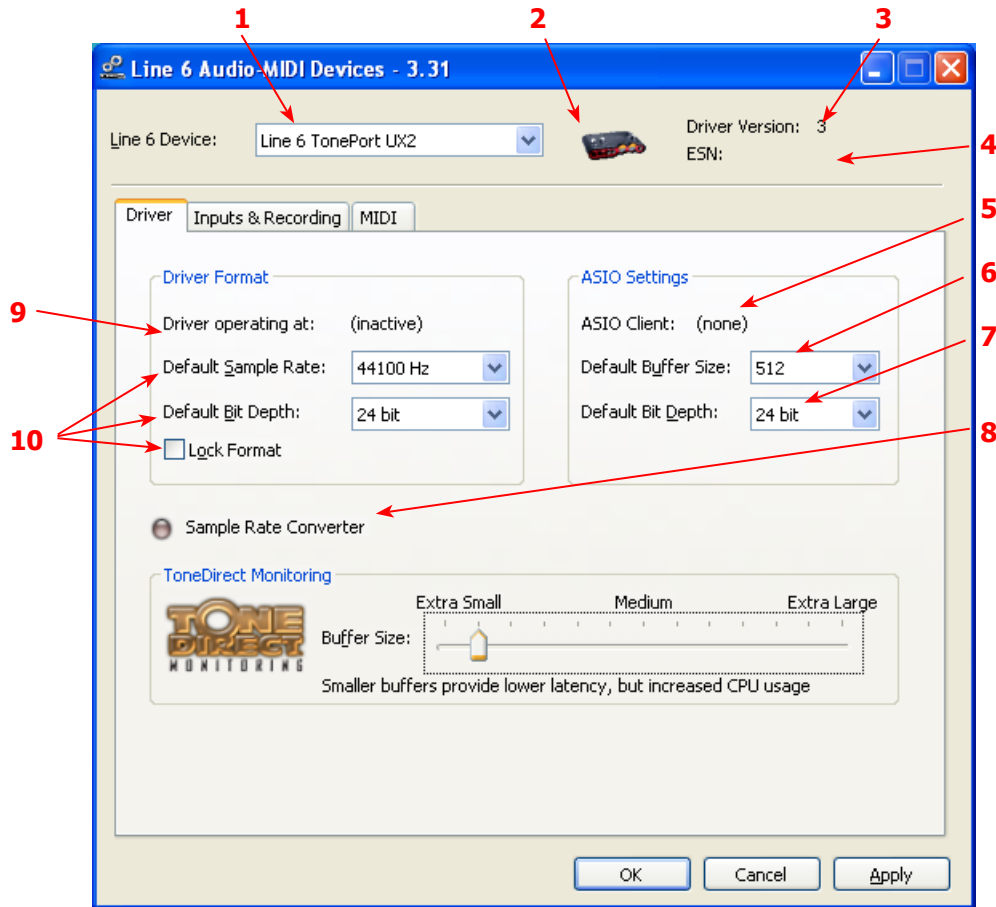 1 2 3
Line 6 Audio-MIDI Devices - 3.31
Line 6 Device: Line 6 TonePort UX2 Driver Version: 3
ESN: 4
Driver Inputs & Recording MIDI 5
Driver Format ASIO Settings 6
9 Driver operating at: (inactive) ASIO Client: (none) 7
Default Sample Rate: 44100 Hz Default Buffer Size: 512
Default Bit Depth: 24 bit Default Bit Depth: 24 bit
10 Lock Format 8
Sample Rate Converter
ToneDirect Monitoring
Extra Small Medium Extra Large
TONE
DIRECT
MONITORING
Buffer Size:
Smaller buffers provide lower latency, but increased CPU usage
OK Cancel Apply